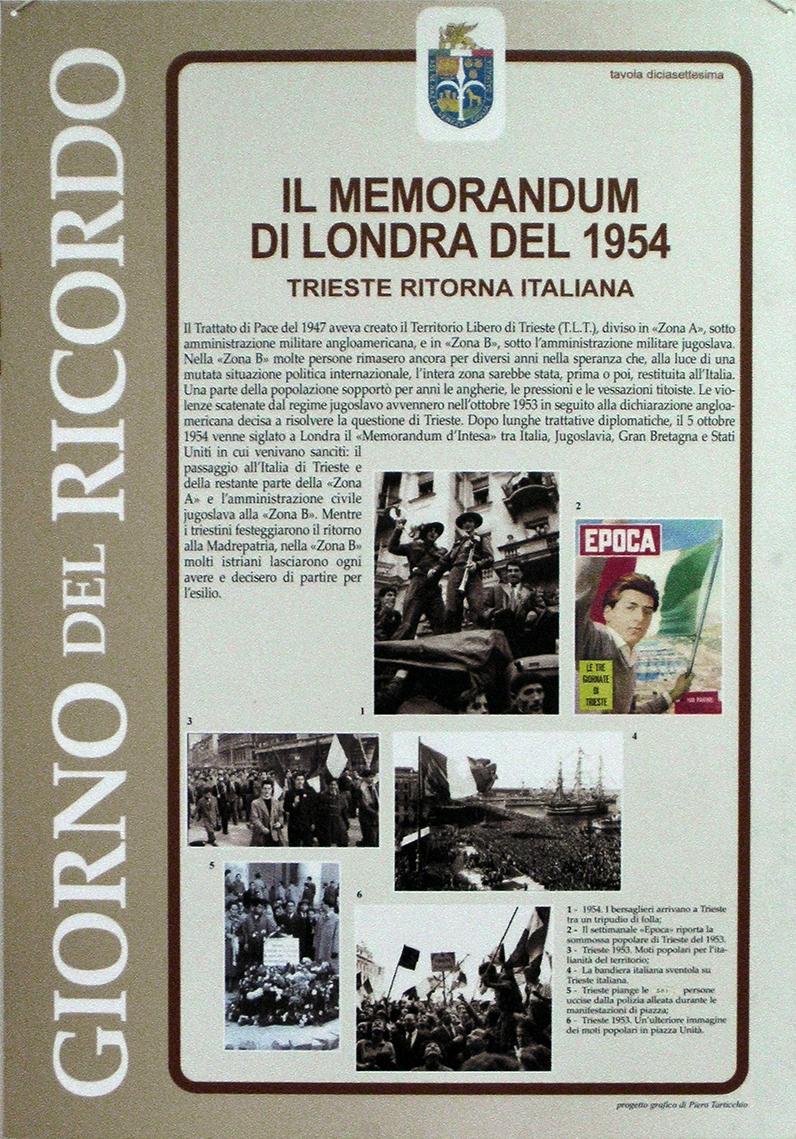 GIORNO DEL RICORDO
tavola diciasettesima
IL MEMORANDUM
DI LONDRA DEL 1954
TRIESTE RITORNA ITALIANA
Il Trattato di Pace del 1947 aveva creato il Territorio Libero di Trieste (T.L.T.), diviso in «Zona A», sotto
amministrazione militare angloamericana, e in «Zona B», sotto l'amministrazione militare jugoslava.
Nella «Zona B» molte persone rimasero ancora per diversi anni nella speranza che, alla luce di una
mutata situazione politica internazionale, l'intera zona sarebbe stata, prima o poi, restituita all'Italia.
Una parte della popolazione sopportò per anni le angherie, le pressioni e le vessazioni titoiste. Le vio-
lenze scatenate dal regime jugoslavo avvennero nell'ottobre 1953 in seguito alla dichiarazione angloa-
mericana decisa a risolvere la questione di Trieste. Dopo lunghe trattative diplomatiche, il 5 ottobre
1954 venne siglato a Londra il «Memorandum d'Intesa» tra Italia, Jugoslavia, Gran Bretagna e Stati
Uniti in cui venivano sanciti: il
passaggio all'Italia di Trieste e
della restante parte della «Zona
A» e l'amministrazione civile
jugoslava alla «Zona B». Mentre
i triestini festeggiarono il ritorno
alla Madrepatria, nella «Zona B»
molti istriani lasciarono ogni
avere e decisero di partire per
l'esilio.
1
2
EPOCA
LE TRE
GIORNATE
DI
TRIESTE
3
4
5
6
1 - 1954. I bersaglieri arrivano a Trieste
tra un tripudio di folla;
2 - Il settimanale «Epoca» riporta la
sommossa popolare di Trieste del 1953.
3 - Trieste 1953. Moti popolari per l'ita-
lianità del territorio;
4 - La bandiera italiana sventola su
Trieste italiana.
5 - Trieste piange le sei persone
uccise dalla polizia alleata durante le
manifestazioni di piazza;
6 - Trieste 1953. Un'ulteriore immagine
dei moti popolari in piazza Unità.
progetto grafico di Piero Tarticchio